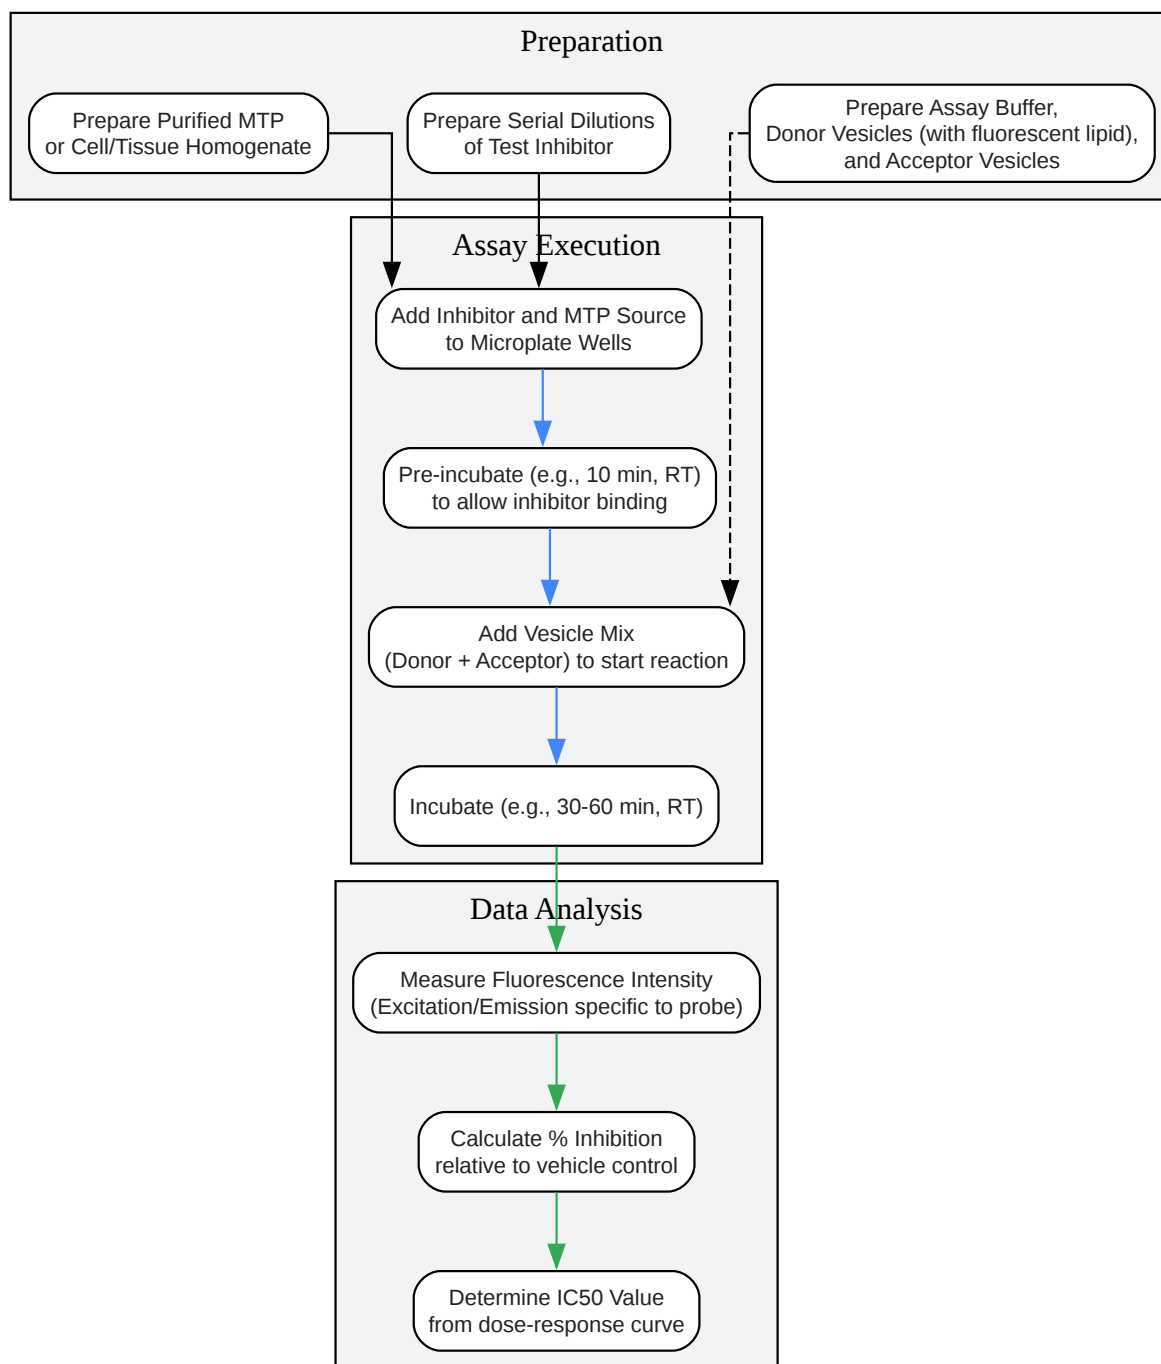 Preparation
Prepare Purified MTP
or Cell/Tissue Homogenate
Prepare Serial Dilutions
of Test Inhibitor
Prepare Assay Buffer,
Donor Vesicles (with fluorescent lipid),
and Acceptor Vesicles
Assay Execution
Add Inhibitor and MTP Source
to Microplate Wells
Pre-incubate (e.g., 10 min, RT)
to allow inhibitor binding
Add Vesicle Mix
(Donor + Acceptor) to start reaction
Incubate (e.g., 30-60 min, RT)
Data Analysis
Measure Fluorescence Intensity
(Excitation/Emission specific to probe)
Calculate % Inhibition
relative to vehicle control
Determine IC50 Value
from dose-response curve